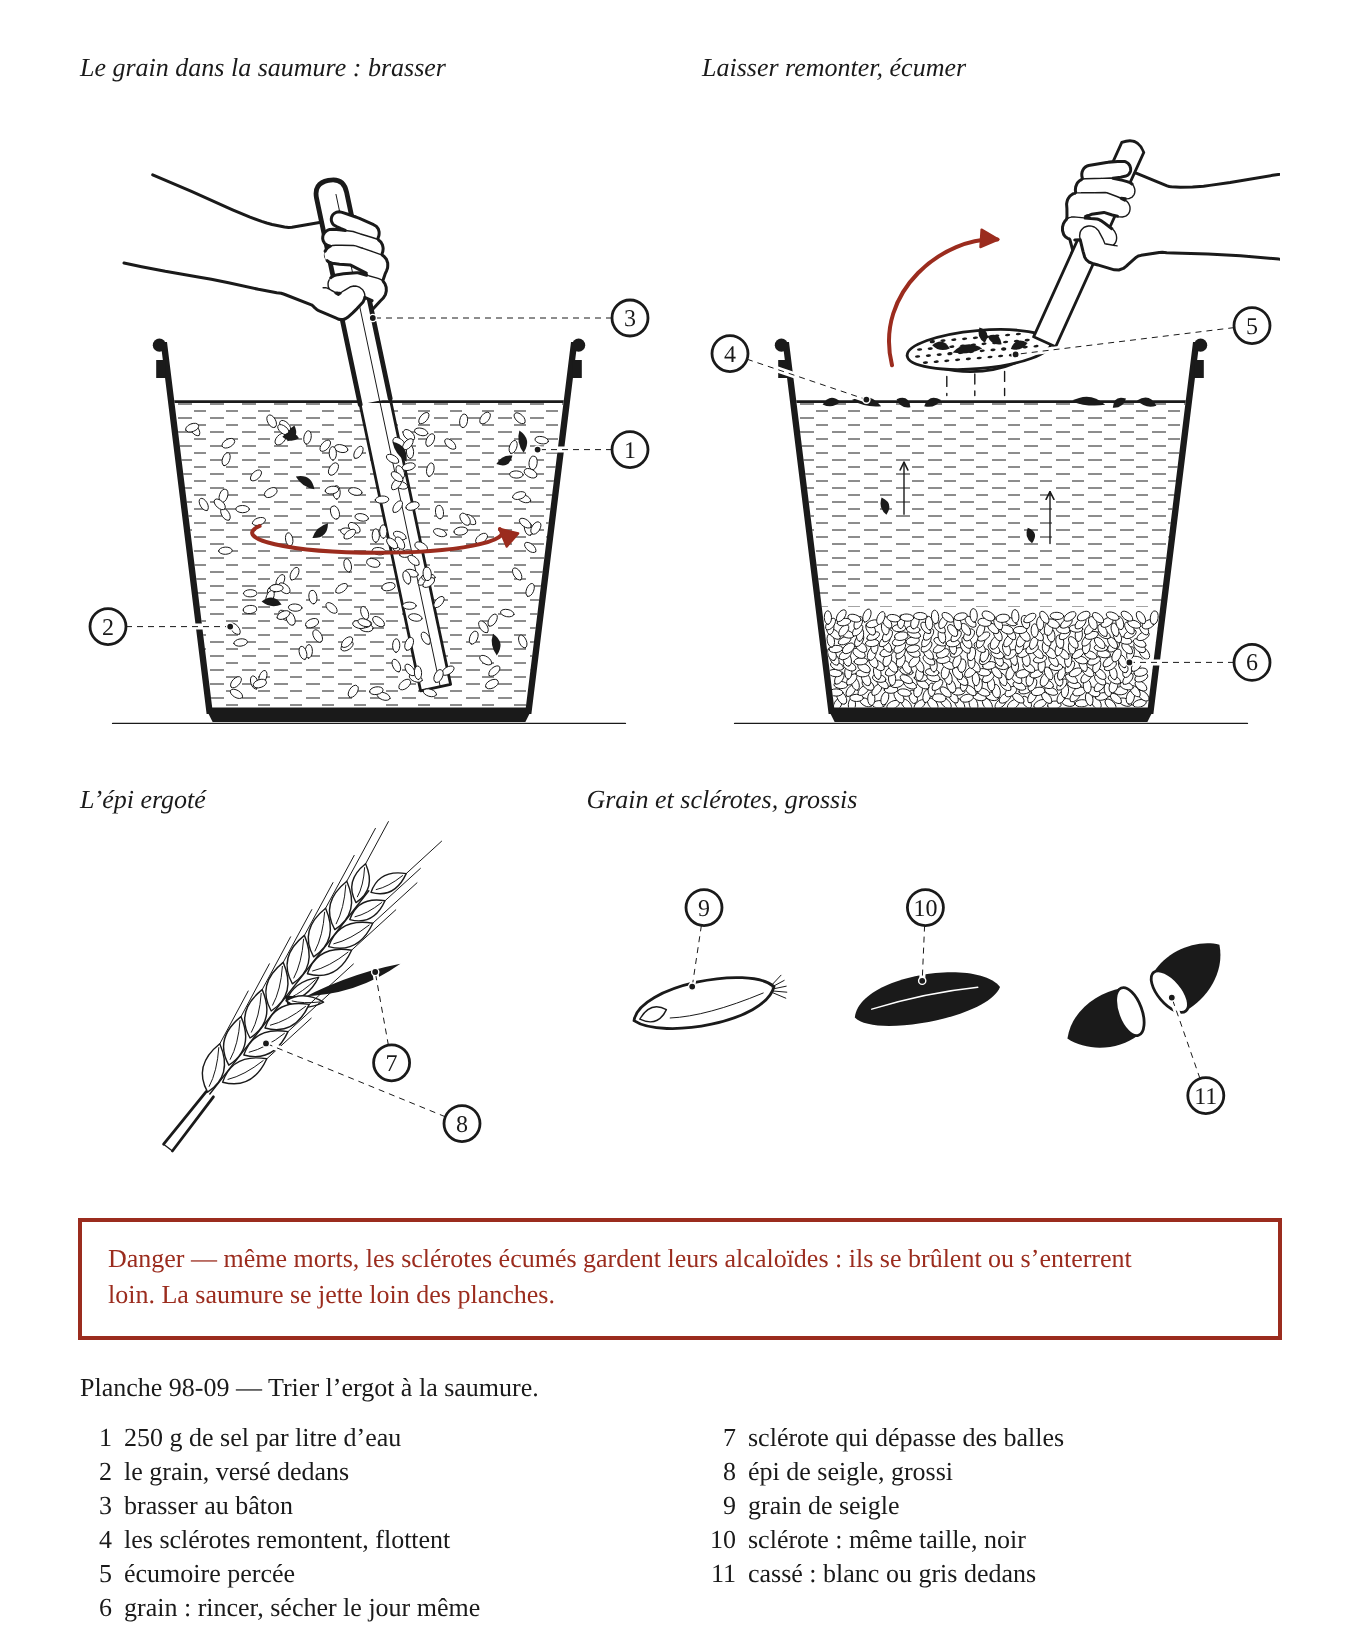 Le grain dans la saumure : brasser
Laisser remonter, écumer
3
5
4
1
2
6
L’épi ergoté
Grain et sclérotes, grossis
9
10
7
8
11
Danger — même morts, les sclérotes écumés gardent leurs alcaloïdes : ils se brûlent ou s’enterrent
loin. La saumure se jette loin des planches.
Planche 98-09 — Trier l’ergot à la saumure.
1 250 g de sel par litre d’eau
2 le grain, versé dedans
3 brasser au bâton
4 les sclérotes remontent, flottent
5 écumoire percée
6 grain : rincer, sécher le jour même
7 sclérote qui dépasse des balles
8 épi de seigle, grossi
9 grain de seigle
10 sclérote : même taille, noir
11 cassé : blanc ou gris dedans